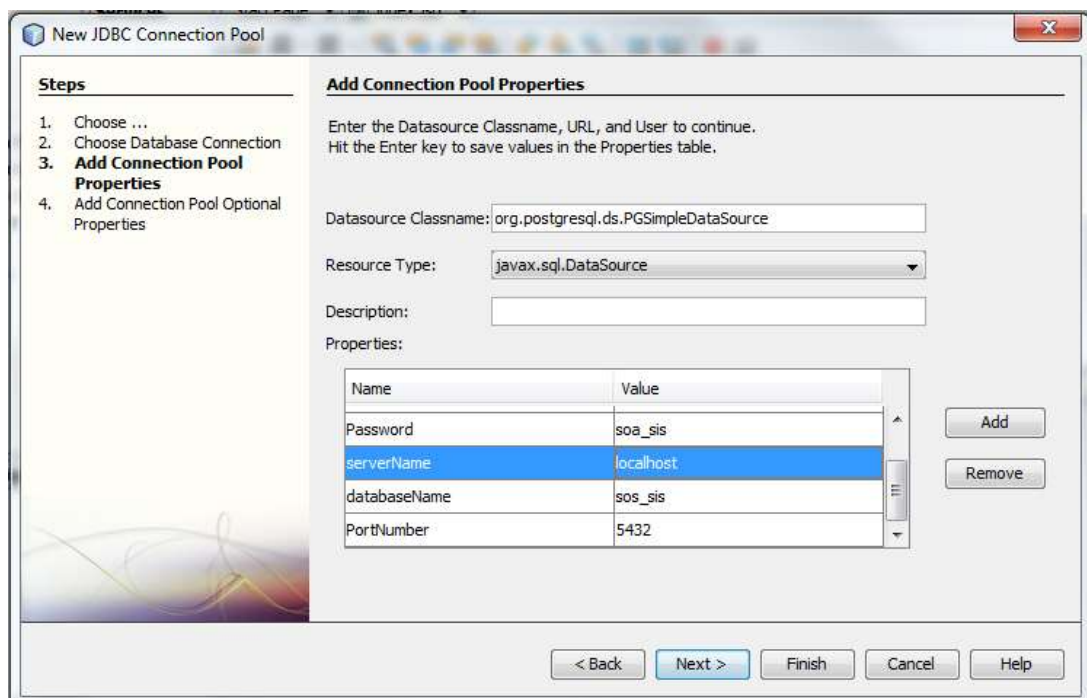 New JDBC Connection Pool
Steps
1. Choose ...
2. Choose Database Connection
3. Add Connection Pool
Properties
4. Add Connection Pool Optional
Properties
Add Connection Pool Properties
Enter the Datasource Classname, URL, and User to continue.
Hit the Enter key to save values in the Properties table.
Datasource Classname: org.postgresql.ds.PGSimpleDataSource
Resource Type: javax.sql.DataSource
Description:
Properties:
Name Value
Password soa_sis
serverName localhost
databaseName sos_sis
PortNumber 5432
Add
Remove
< Back Next > Finish Cancel Help